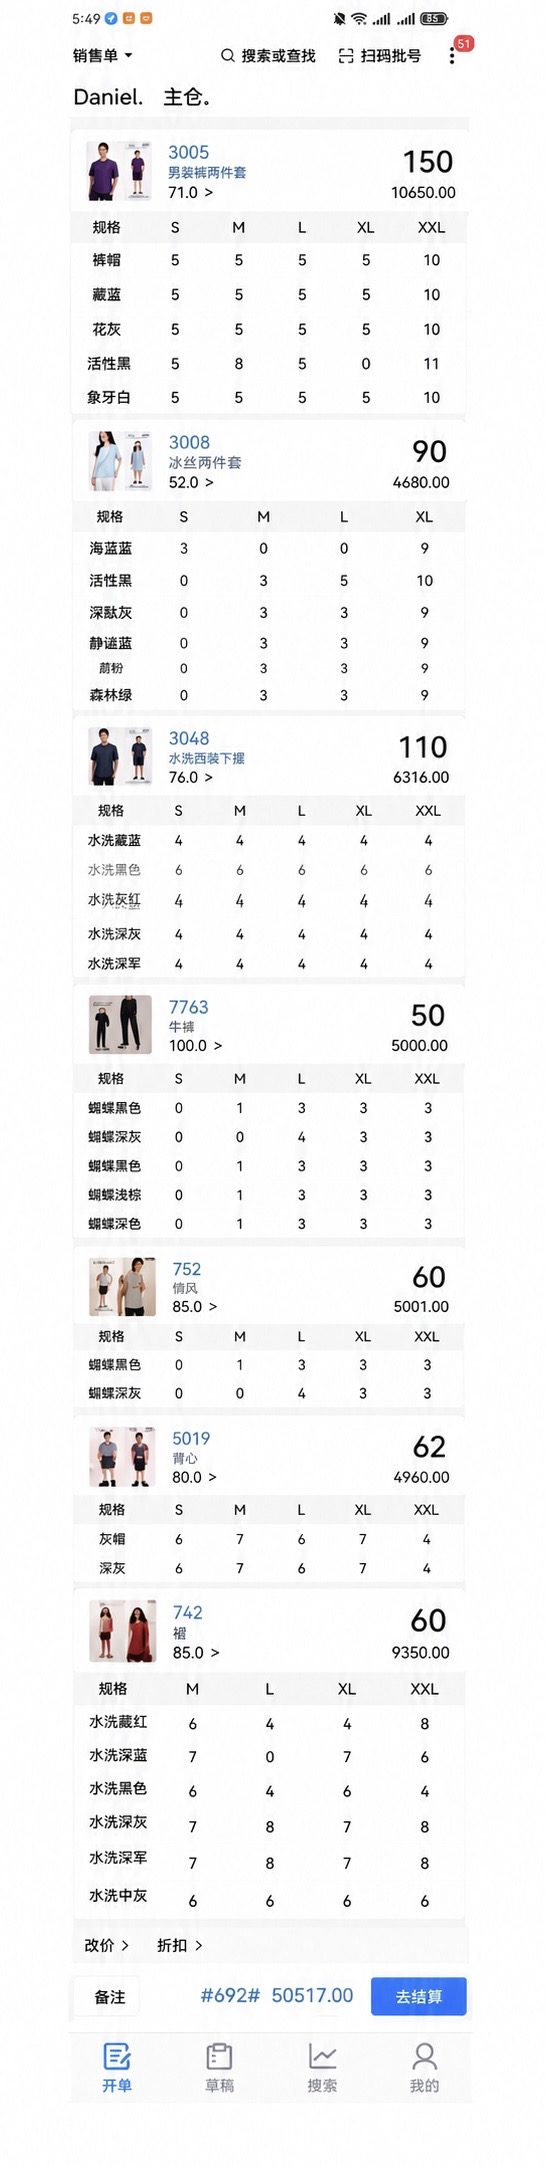 5:49 85
销售单 搜索或查找 扫码批号 51
Daniel. 主仓。
3005 150
男装裤两件套
71.0 > 10650.00
规格 S M L XL XXL
裤帽 5 5 5 5 10
藏蓝 5 5 5 5 10
花灰 5 5 5 5 10
活性黑 5 8 5 0 11
象牙白 5 5 5 5 10
3008 90
冰丝两件套
52.0 > 4680.00
规格 S M L XL
海蓝蓝 3 0 0 9
活性黑 0 3 5 10
深黢灰 0 3 3 9
静谧蓝 0 3 3 9
萮粉 0 3 3 9
森林绿 0 3 3 9
3048 110
水洗西装下摆
76.0 > 6316.00
规格 S M L XL XXL
水洗藏蓝 4 4 4 4 4
水洗黑色 6 6 6 6 6
水洗灰红 4 4 4 4 4
水洗深灰 4 4 4 4 4
水洗深军 4 4 4 4 4
7763 50
牛裤
100.0 > 5000.00
规格 S M L XL XXL
蝴蝶黑色 0 1 3 3 3
蝴蝶深灰 0 0 4 3 3
蝴蝶黑色 0 1 3 3 3
蝴蝶浅棕 0 1 3 3 3
蝴蝶深色 0 1 3 3 3
752 60
倩风
85.0 > 5001.00
规格 S M L XL XXL
蝴蝶黑色 0 1 3 3 3
蝴蝶深灰 0 0 4 3 3
5019 62
背心
80.0 > 4960.00
规格 S M L XL XXL
灰帽 6 7 6 7 4
深灰 6 7 6 7 4
742 60
85.0 > 9350.00
规格 M L XL XXL
水洗藏红 6 4 4 8
水洗深蓝 7 0 7 6
水洗黑色 6 4 6 4
水洗深灰 7 8 7 8
水洗深军 7 8 7 8
水洗中灰 6 6 6 6
改价 > 折扣 >
备注 #692# 50517.00 去结算
开单 草稿 搜索 我的